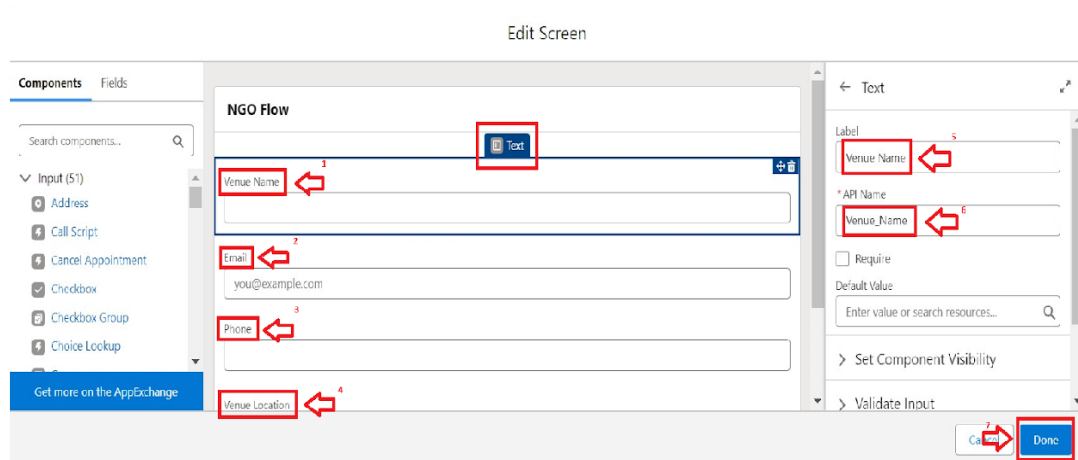 Edit Screen
Components Fields
Search components...
Input (51)
Address
Call Script
Cancel Appointment
Checkbox
Checkbox Group
Choice Lookup
Get more on the AppExchange
NGO Flow
Text
1
Venue Name
2
Email
you@example.com
3
Phone
4
Venue Location
Text
Label
5
Venue Name
*API Name
6
Venue_Name
Require
Default Value
Enter value or search resources...
Set Component Visibility
Validate Input
7
Cancel
Done